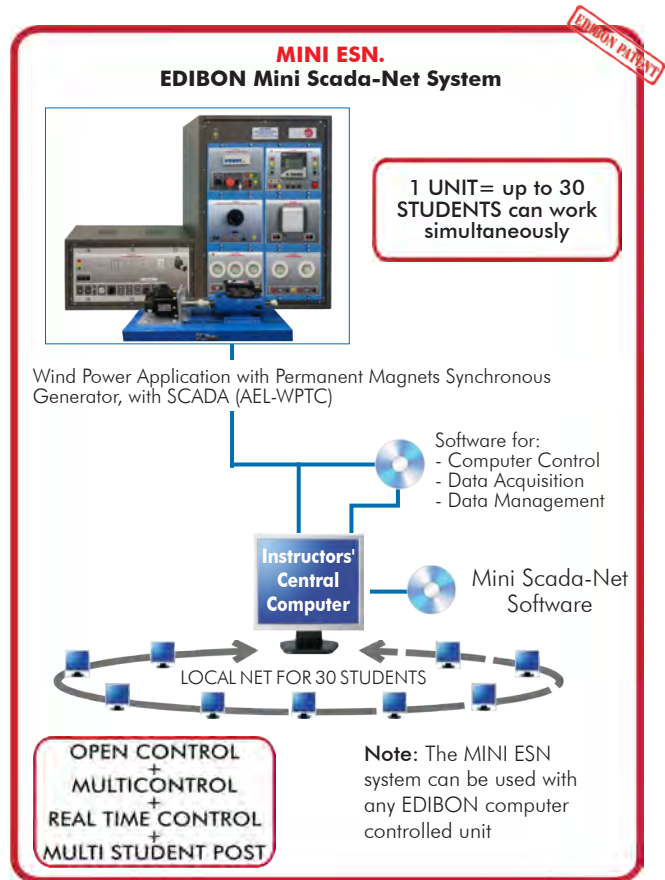 EDIBON PATENT
MINI ESN.
EDIBON Mini Scada-Net System
1 UNIT= up to 30
STUDENTS can work
simultaneously
Wind Power Application with Permanent Magnets Synchronous
Generator, with SCADA (AEL-WPTC)
Software for:
- Computer Control
- Data Acquisition
- Data Management
Instructors'
Central
Computer
Mini Scada-Net
Software
LOCAL NET FOR 30 STUDENTS
OPEN CONTROL
+
MULTICONTROL
+
REAL TIME CONTROL
+
MULTI STUDENT POST
Note: The MINI ESN
system can be used with
any EDIBON computer
controlled unit